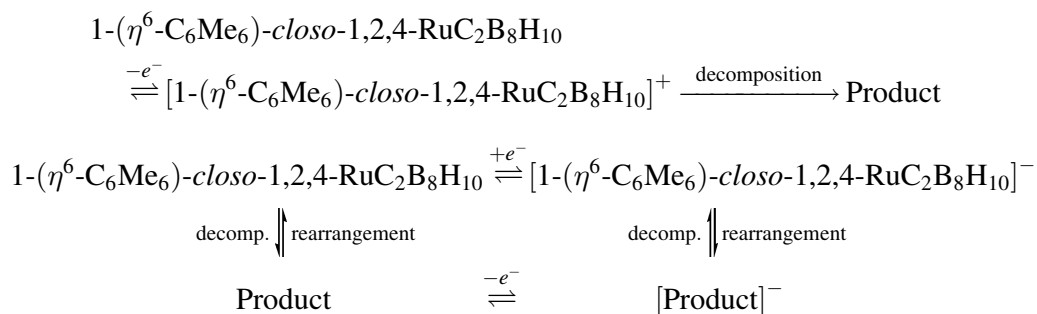 1-(η⁶-C₆Me₆)-closo-1,2,4-RuC₂B₈H₁₀
−e⁻ ⇌ [1-(η⁶-C₆Me₆)-closo-1,2,4-RuC₂B₈H₁₀]⁺ decomposition → Product
1-(η⁶-C₆Me₆)-closo-1,2,4-RuC₂B₈H₁₀ +e⁻ ⇌ [1-(η⁶-C₆Me₆)-closo-1,2,4-RuC₂B₈H₁₀]⁻
decomp. ⇃↾ rearrangement decomp. ⇃↾ rearrangement
Product −e⁻ ⇌ [Product]⁻